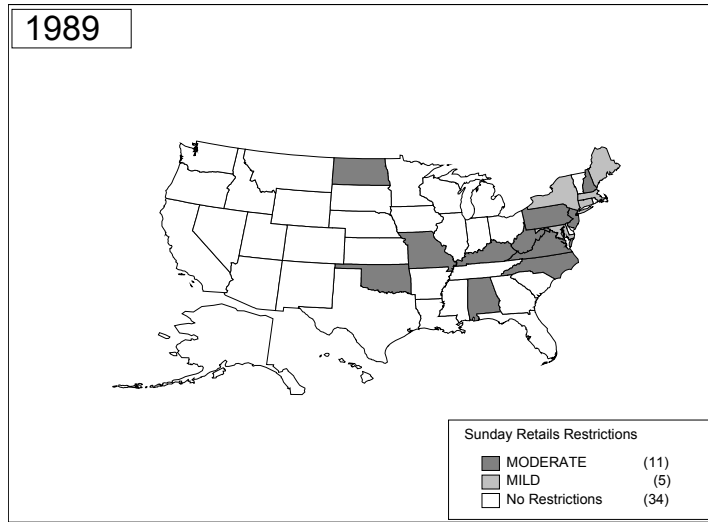 1989
Sunday Retails Restrictions
MODERATE (11)
MILD (5)
No Restrictions (34)